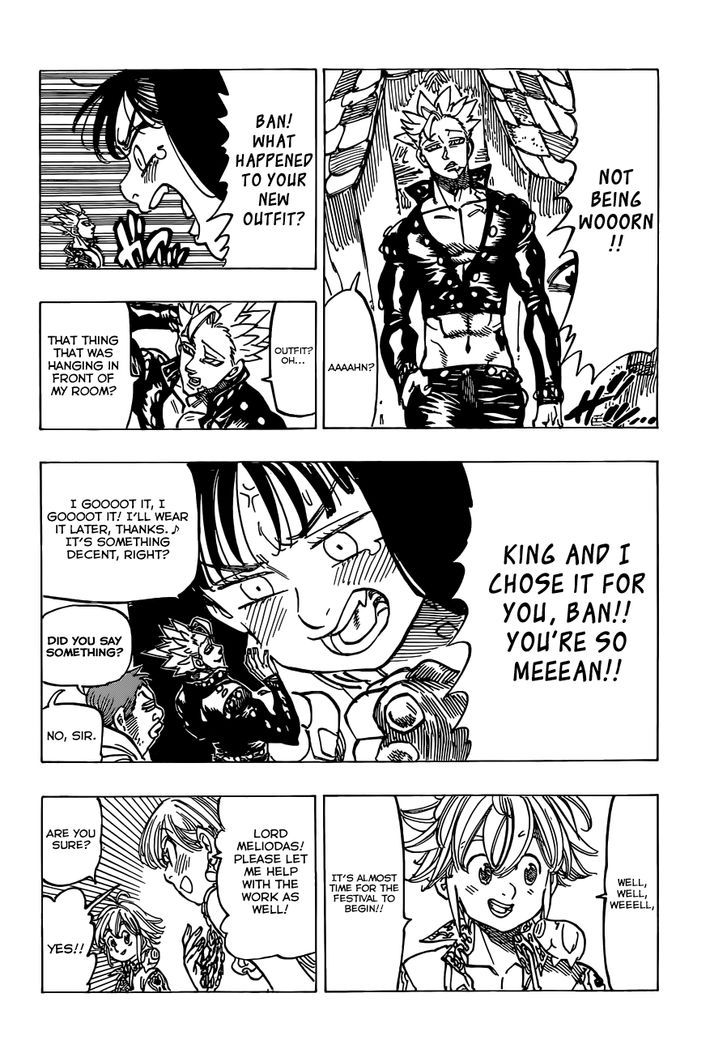 NOT
BEING
WOOORN
!!
AAAAHN?
BAN!
WHAT
HAPPENED
TO YOUR
NEW
OUTFIT?
OUTFIT?
OH...
THAT THING
THAT WAS
HANGING IN
FRONT OF
MY ROOM?
KING AND I
CHOSE IT FOR
YOU, BAN!!
YOU'RE SO
MEEEAN!!
I GOOOOT IT, I
GOOOOT IT! I'LL WEAR
IT LATER, THANKS.♪
IT'S SOMETHING
DECENT, RIGHT?
DID YOU SAY
SOMETHING?
NO, SIR.
WELL,
WELL,
WEEELL,
IT'S ALMOST
TIME FOR THE
FESTIVAL TO
BEGIN!!
LORD
MELIODAS!
PLEASE LET
ME HELP
WITH THE
WORK AS
WELL!
ARE YOU
SURE?
YES!!